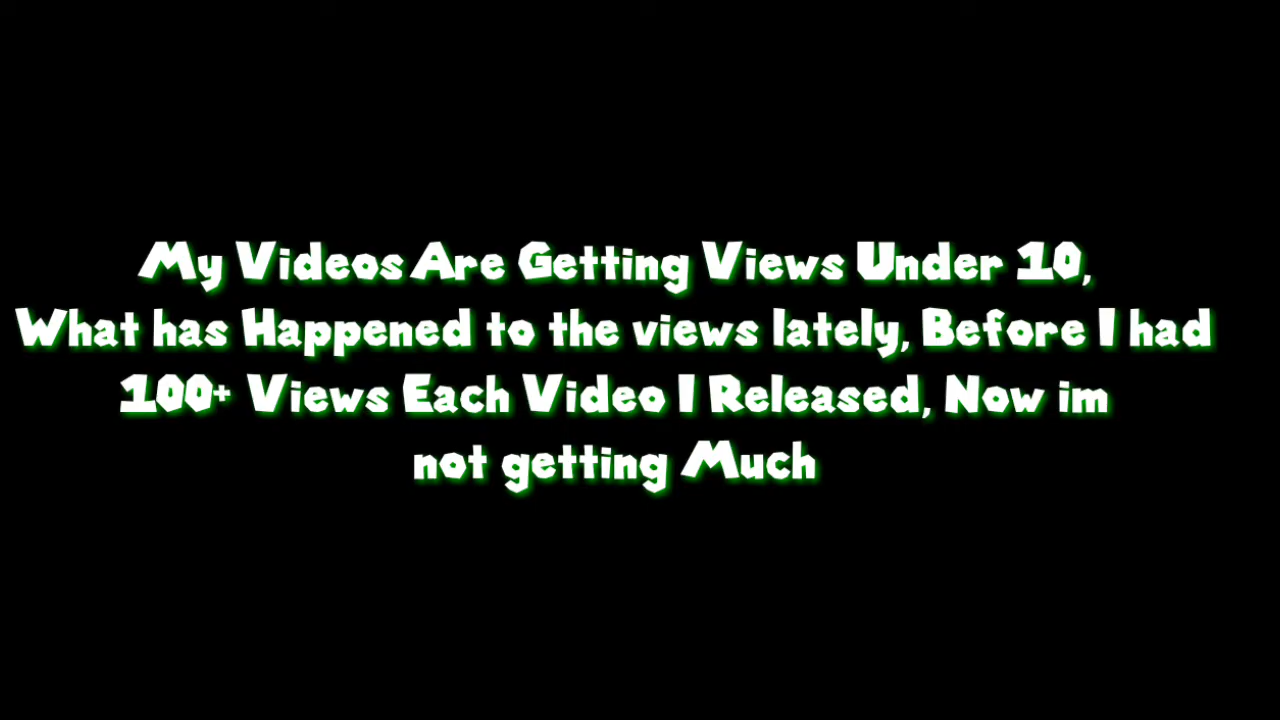 My Videos Are Getting Views Under 10,
What has Happened to the views lately, Before I had
100+ Views Each Video I Released, Now im
not getting Much